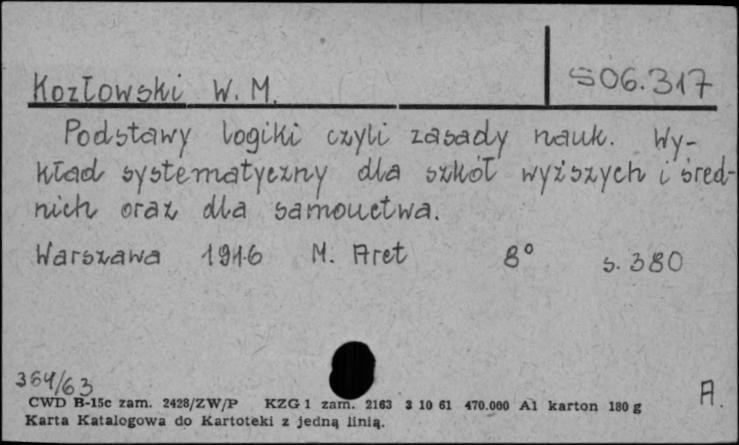 506.317
Kozłowski W. M.
Podstawy logiki czyli zasady nauk. Wy-
kład systematyczny dla szkół wyższych i śred-
nich oraz dla samouctwa.
Warszawa 1916 M. Arct 8° s. 380
364/63
CWD B-15c zam. 2428/ZW/P KZG 1 zam. 2163 3 10 61 470.000 A1 karton 180 g
A.
Karta Katalogowa do Kartoteki z jedną linią.